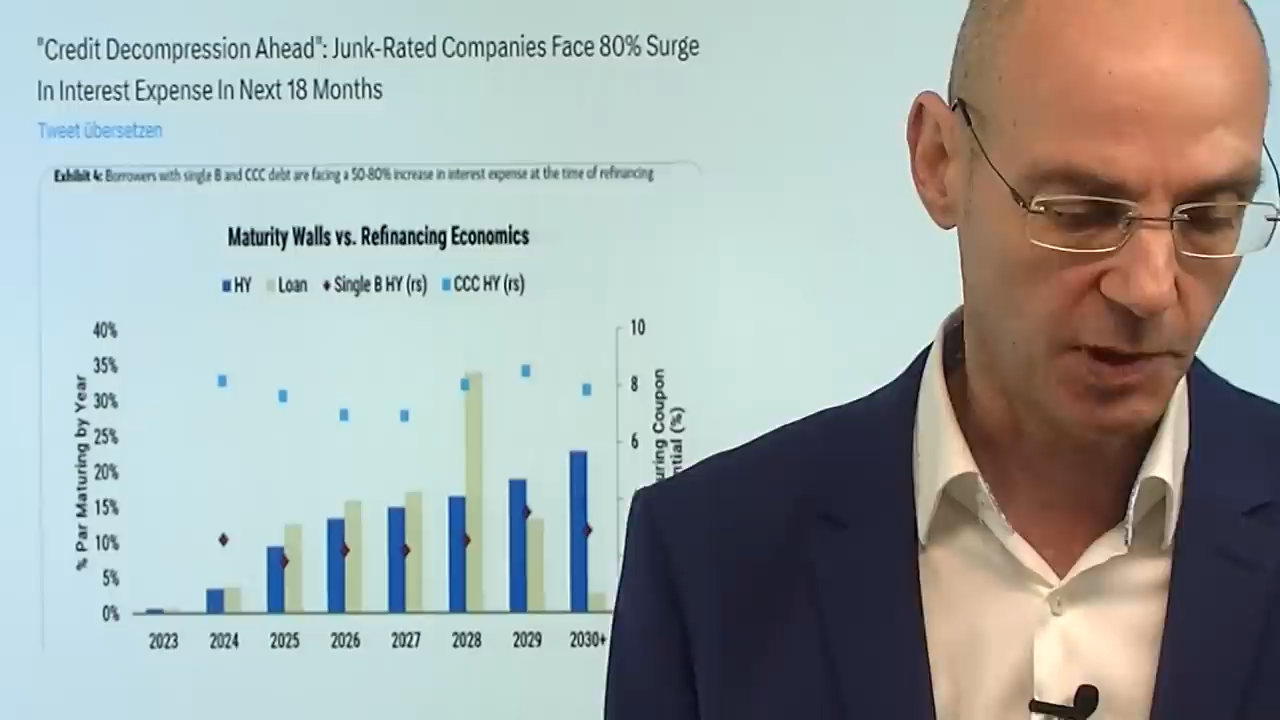 "Credit Decompression Ahead": Junk-Rated Companies Face 80% Surge
In Interest Expense In Next 18 Months
Tweet übersetzen
Exhibit 4: Borrowers with single B and CCC debt are facing a 50-80% increase in interest expense at the time of refinancing
Maturity Walls vs. Refinancing Economics
HY Loan Single B HY (rs) CCC HY (rs)
% Par Maturing by Year
40%
35%
30%
25%
20%
15%
10%
5%
0%
10
8
6
uring Coupon
ntial (%)
2023 2024 2025 2026 2027 2028 2029 2030+